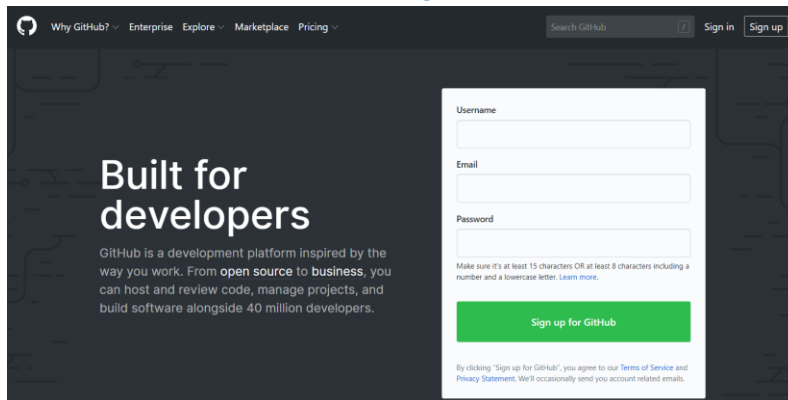 Why GitHub? Enterprise Explore Marketplace Pricing Search GitHub / Sign in Sign up
Built for
developers
GitHub is a development platform inspired by the
way you work. From open source to business, you
can host and review code, manage projects, and
build software alongside 40 million developers.
Username
Email
Password
Make sure it's at least 15 characters OR at least 8 characters including a
number and a lowercase letter. Learn more.
Sign up for GitHub
By clicking "Sign up for GitHub", you agree to our Terms of Service and
Privacy Statement. We'll occasionally send you account related emails.